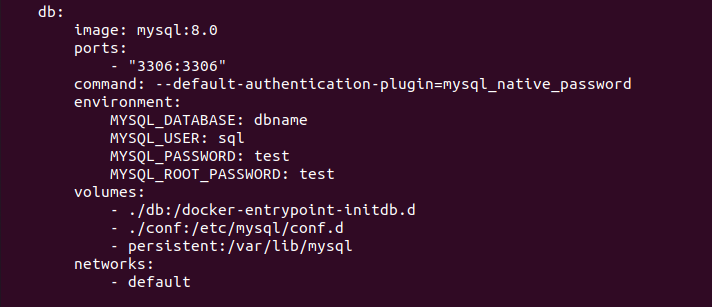 db:
    image: mysql:8.0
    ports:
        - "3306:3306"
    command: --default-authentication-plugin=mysql_native_password
    environment:
        MYSQL_DATABASE: dbname
        MYSQL_USER: sql
        MYSQL_PASSWORD: test
        MYSQL_ROOT_PASSWORD: test
    volumes:
        - ./db:/docker-entrypoint-initdb.d
        - ./conf:/etc/mysql/conf.d
        - persistent:/var/lib/mysql
    networks:
        - default